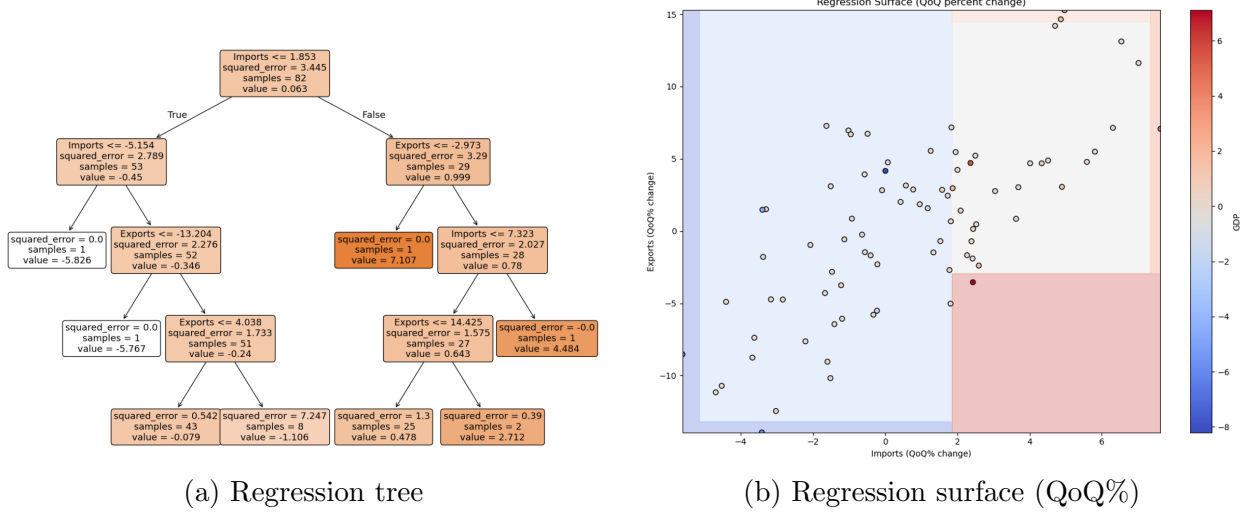 Imports <= 1.853
squared_error = 3.445
samples = 82
value = 0.063
True
False
Imports <= -5.154
squared_error = 2.789
samples = 53
value = -0.45
Exports <= -2.973
squared_error = 3.29
samples = 29
value = 0.999
squared_error = 0.0
samples = 1
value = -5.826
Exports <= -13.204
squared_error = 2.276
samples = 52
value = -0.346
squared_error = 0.0
samples = 1
value = 7.107
Imports <= 7.323
squared_error = 2.027
samples = 28
value = 0.78
squared_error = 0.0
samples = 1
value = -5.767
Exports <= 4.038
squared_error = 1.733
samples = 51
value = -0.24
Exports <= 14.425
squared_error = 1.575
samples = 27
value = 0.643
squared_error = -0.0
samples = 1
value = 4.484
squared_error = 0.542
samples = 43
value = -0.079
squared_error = 7.247
samples = 8
value = -1.106
squared_error = 1.3
samples = 25
value = 0.478
squared_error = 0.39
samples = 2
value = 2.712
(a) Regression tree
Regression Surface (QoQ percent change)
Exports (QoQ% change)
15
10
5
0
−5
−10
−4
−2
0
2
4
6
Imports (QoQ% change)
6
4
2
0
−2
−4
−6
−8
GDP
(b) Regression surface (QoQ%)